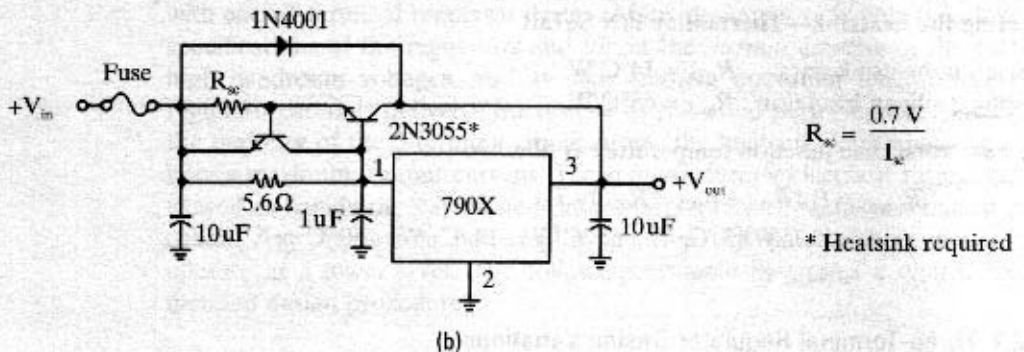 1N4001
Fuse
+V_in
R_sc
2N3055*
R_sc = 0.7 V / I_sc
1
3
+V_out
5.6Ω
790X
10uF
1uF
10uF
* Heatsink required
2
(b)